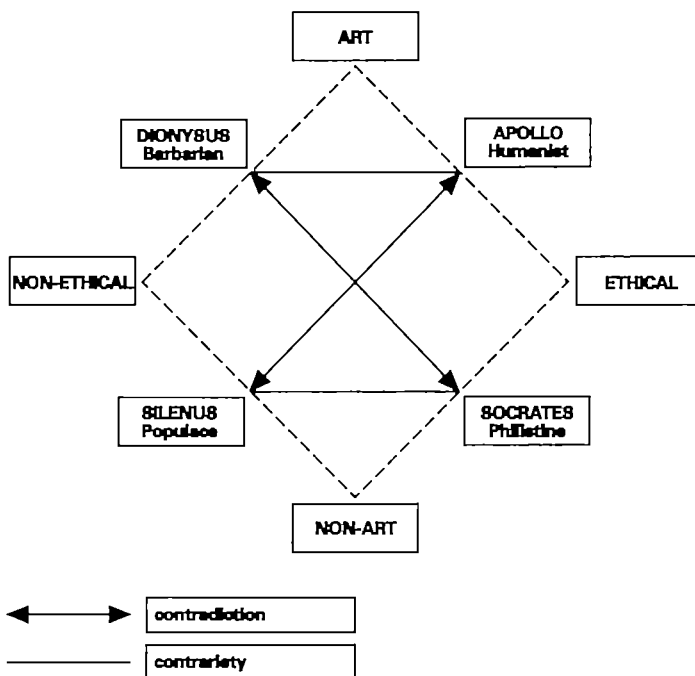 ART
DIONYSUS
Barbarian
APOLLO
Humanist
NON-ETHICAL
ETHICAL
SILENUS
Populace
SOCRATES
Philistine
NON-ART
contradiction
contrariety